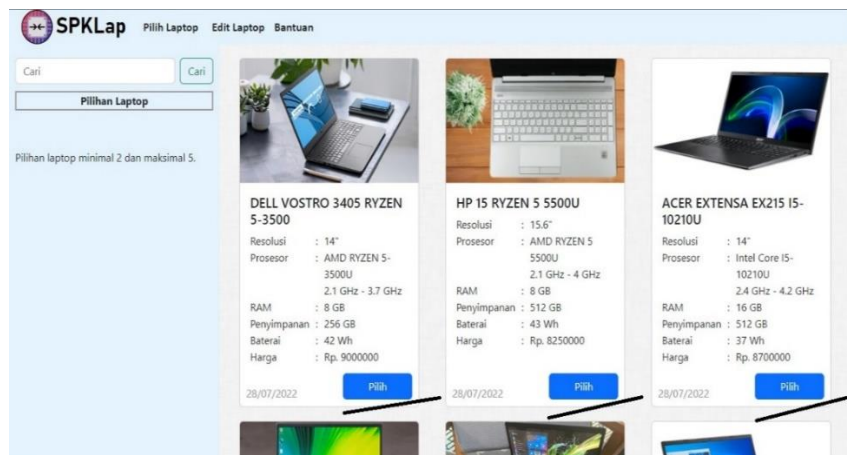 SPKLap Pilih Laptop Edit Laptop Bantuan
Cari Cari
Pilihan Laptop
Pilihan laptop minimal 2 dan maksimal 5.
DELL VOSTRO 3405 RYZEN
5-3500
Resolusi : 14"
Prosesor : AMD RYZEN 5-
3500U
2.1 GHz - 3.7 GHz
RAM : 8 GB
Penyimpanan : 256 GB
Baterai : 42 Wh
Harga : Rp. 9000000
28/07/2022 Pilih
HP 15 RYZEN 5 5500U
Resolusi : 15.6"
Prosesor : AMD RYZEN 5
5500U
2.1 GHz - 4 GHz
RAM : 8 GB
Penyimpanan : 512 GB
Baterai : 43 Wh
Harga : Rp. 8250000
28/07/2022 Pilih
ACER EXTENSA EX215 I5-
10210U
Resolusi : 14"
Prosesor : Intel Core I5-
10210U
2.4 GHz - 4.2 GHz
RAM : 16 GB
Penyimpanan : 512 GB
Baterai : 37 Wh
Harga : Rp. 8700000
28/07/2022 Pilih